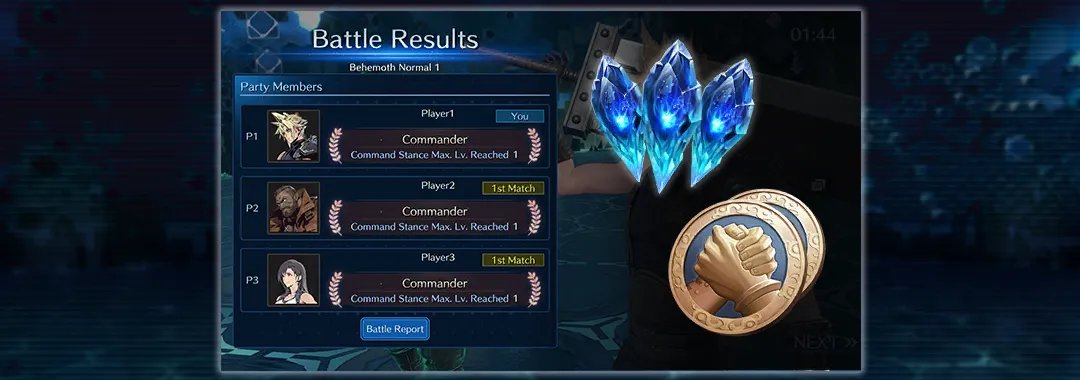 Battle Results
01:44
Behemoth Normal 1
Party Members
Player1
You
P1
Commander
Command Stance Max. Lv. Reached 1
Player2
1st Match
P2
Commander
Command Stance Max. Lv. Reached 1
Player3
1st Match
P3
Commander
Command Stance Max. Lv. Reached 1
Battle Report
NEXT